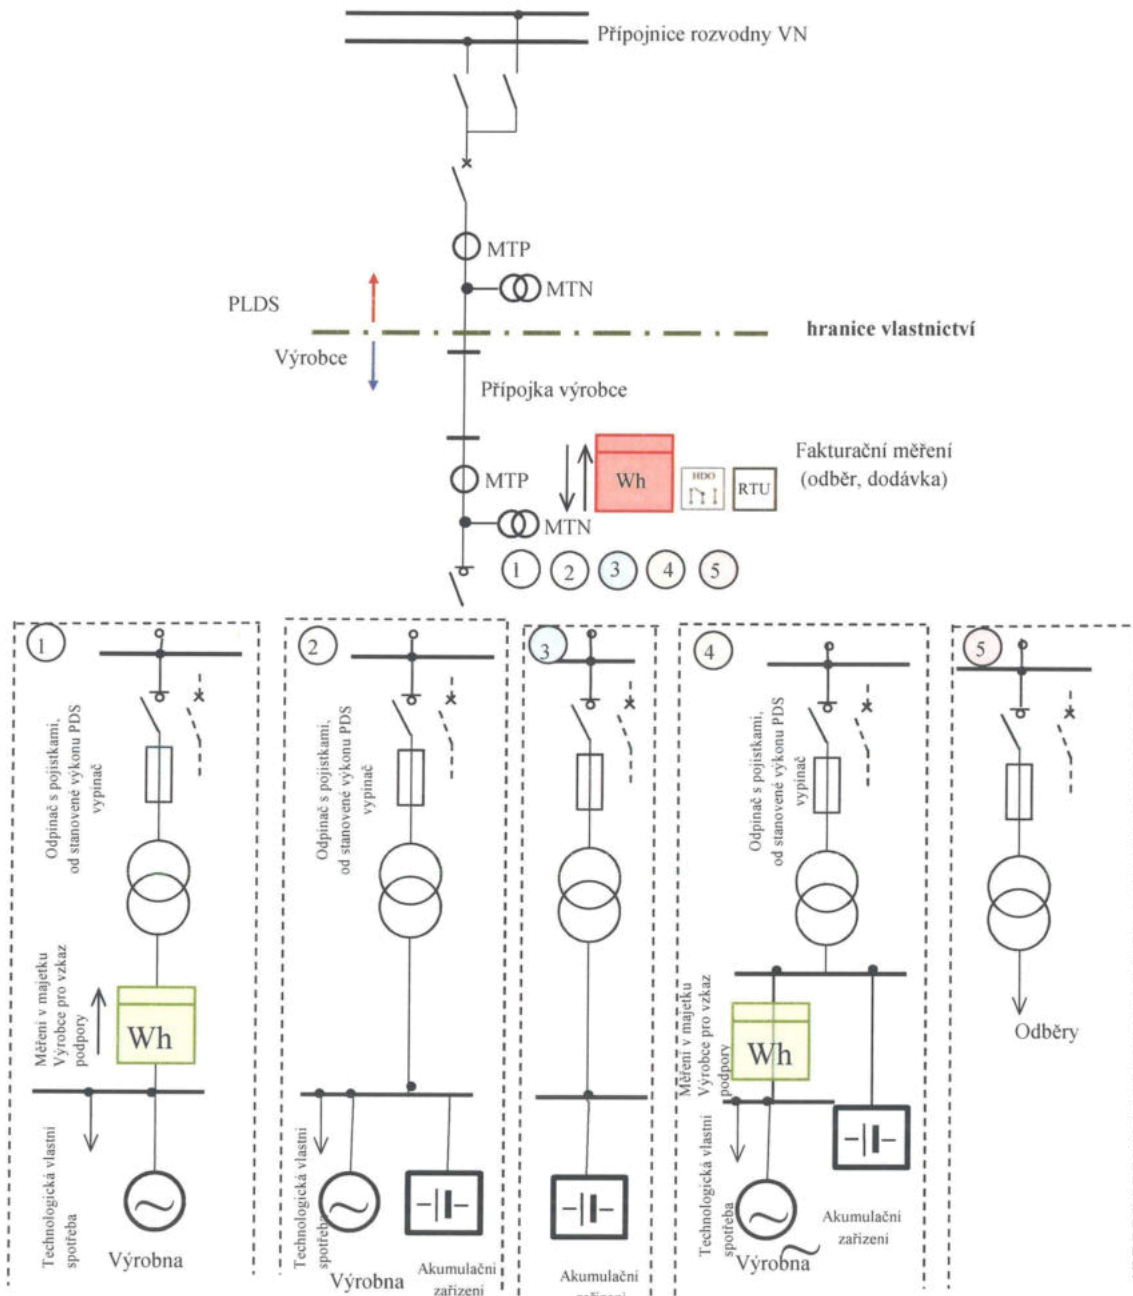 Přípojnice rozvodny VN
MTP
MTN
PLDS
hranice vlastnictví
Výrobce
Přípojka výrobce
Fakturační měření
(odběr, dodávka)
Wh
HDO
RTU
MTP
MTN
1
2
3
4
5
1
Odpínač s pojistkami,
od stanovené výkonu PDS
vypínač
Měření v majetku
Výrobce pro vzkaz
podpory
Wh
Technologická vlastní
spotřeba
Výrobna
2
Odpínač s pojistkami,
od stanovené výkonu PDS
vypínač
Technologická vlastní
spotřeba
Výrobna
Akumulační
zařízení
3
Akumulační
zařízení
4
Odpínač s pojistkami,
od stanovené výkonu PDS
vypínač
Měření v majetku
Výrobce pro vzkaz
podpory
Wh
Technologická vlastní
spotřeba
Výrobna
Akumulační
zařízení
5
Odběry